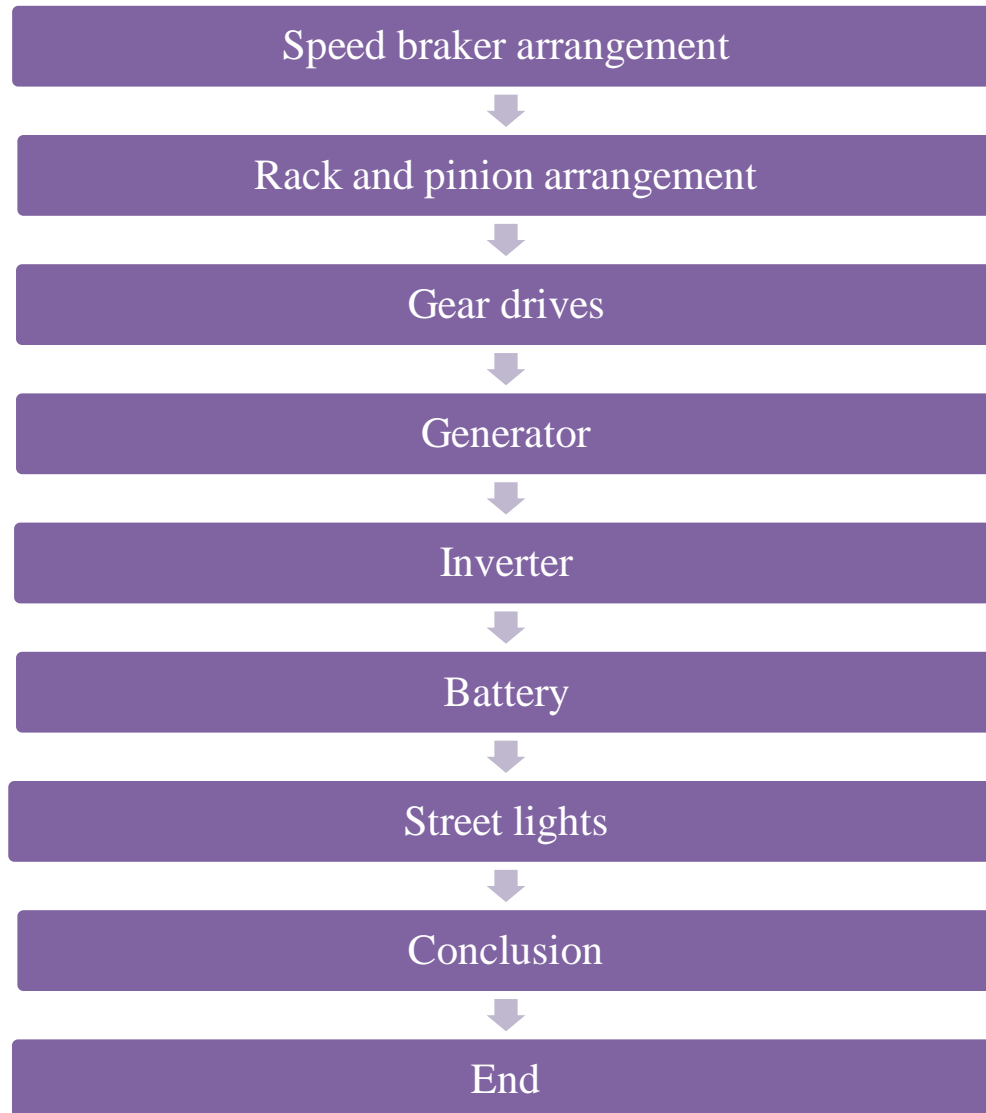 Speed braker arrangement
Rack and pinion arrangement
Gear drives
Generator
Inverter
Battery
Street lights
Conclusion
End